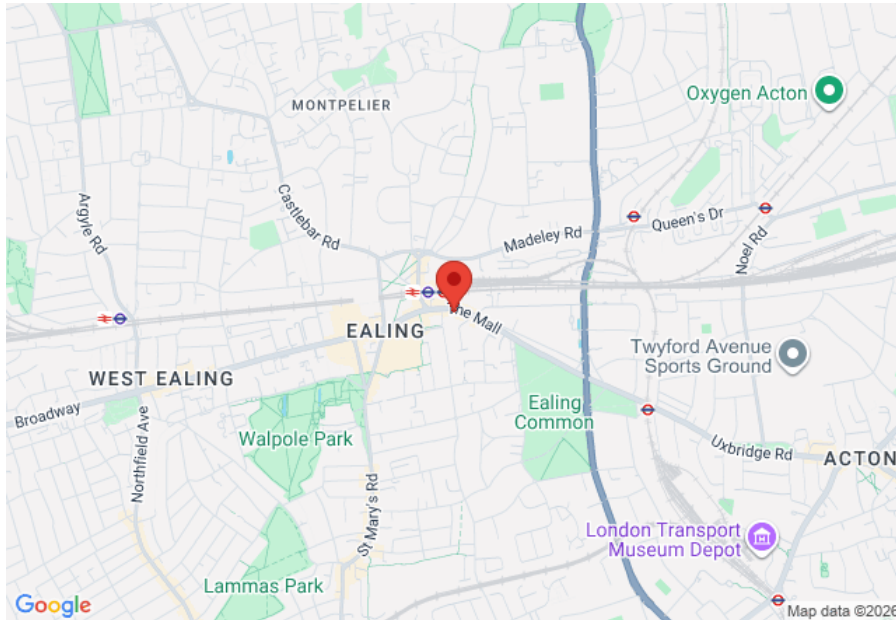 Oxygen Acton
MONTPELIER
Argyle Rd
Castlebar Rd
Madeley Rd
Queen's Dr
Noel Rd
The Mall
EALING
Twyford Avenue
Sports Ground
WEST EALING
Broadway
Ealing
Common
Walpole Park
Northfield Ave
Uxbridge Rd
ACTON
St Mary's Rd
London Transport
Museum Depot
Lammas Park
Google
Map data ©2026